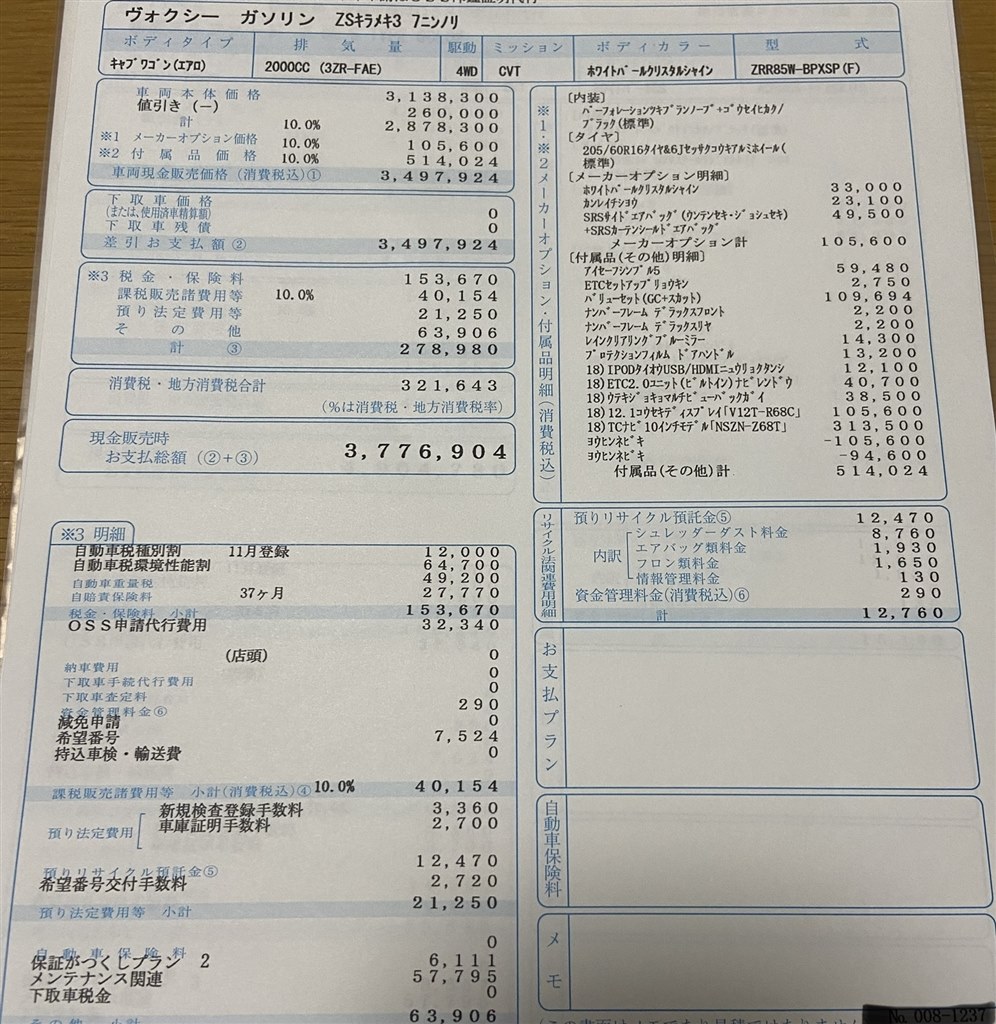 ヴォクシー ガソリン ZSｷﾗﾒｷ3 7ﾆﾝﾉﾘ
ボディタイプ 排気量 駆動 ミッション ボディカラー 型式
ｷｬﾌﾞﾜｺﾞﾝ(ｴｱﾛ) 2000CC (3ZR-FAE) 4WD CVT ﾎﾜｲﾄﾊﾟｰﾙｸﾘｽﾀﾙｼｬｲﾝ ZRR85W-BPXSP(F)
車両本体価格 3,138,300
値引き (－) 260,000
計 10.0% 2,878,300
※1 メーカーオプション価格 10.0% 105,600
※2 付属品価格 10.0% 514,024
車両現金販売価格 (消費税込)① 3,497,924
下取車価格 0
(または、使用済車精算額)
下取車残債 0
差引お支払額② 3,497,924
※3 税金・保険料 153,670
課税販売諸費用等 10.0% 40,154
預り法定費用等 21,250
その他 63,906
計 ③ 278,980
消費税・地方消費税合計 321,643
(%は消費税・地方消費税率)
現金販売時
お支払総額 (②+③) 3,776,904
※3 明細
自動車税種別割 11月登録 12,000
自動車税環境性能割 64,700
自動車重量税 49,200
自賠責保険料 37ヶ月 27,770
税金・保険料 小計 153,670
OSS申請代行費用 32,340
(店頭) 0
納車費用
下取車手続代行費用 0
下取車査定料 0
資金管理料金⑥ 290
減免申請 0
希望番号 7,524
持込車検・輸送費 0
課税販売諸費用等 小計(消費税込)④ 10.0% 40,154
新規検査登録手数料 3,360
預り法定費用
車庫証明手数料 2,700
預りリサイクル預託金⑤ 12,470
希望番号交付手数料 2,720
預り法定費用等 小計 21,250
自動車保険料 0
保証がつくしプラン 2 6,111
メンテナンス関連 57,795
下取車税金 0
その他 小計 63,906
※1・※2メーカーオプション・付属品明細(消費税込)
〔内装〕
ﾊﾟｰﾌｫﾚｰｼｮﾝﾂｷﾌﾞﾗﾝﾉｰﾌﾞ+ｺﾞｳｾｲﾋｶｸ/
ﾌﾞﾗｯｸ(標準)
〔タイヤ〕
205/60R16ﾀｲﾔ&6Jｾｯｻｸｺｳｷｱﾙﾐﾎｲｰﾙ(
標準)
〔メーカーオプション明細〕
ﾎﾜｲﾄﾊﾟｰﾙｸﾘｽﾀﾙｼｬｲﾝ 33,000
ｶﾝﾚｲﾁｼﾖｳ 23,100
SRSｻｲﾄﾞｴｱﾊﾞｯｸﾞ(ｳﾝﾃﾝｾｷ･ｼﾞｮｼｭｾｷ) 49,500
+SRSｶｰﾃﾝｼｰﾙﾄﾞｴｱﾊﾞｯｸﾞ
メーカーオプション計 105,600
〔付属品(その他)明細〕
ｱｲｾｰﾌｼﾝﾌﾟﾙ5 59,480
ETCｾｯﾄｱｯﾌﾟﾘｮｳｷﾝ 2,750
ﾊﾞﾘｭｰｾｯﾄ(GC+ｽｶｯﾄ) 109,694
ﾅﾝﾊﾞｰﾌﾚｰﾑ ﾃﾞﾗｯｸｽﾌﾛﾝﾄ 2,200
ﾅﾝﾊﾞｰﾌﾚｰﾑ ﾃﾞﾗｯｸｽﾘﾔ 2,200
ﾚｲﾝｸﾘｱﾘﾝｸﾞﾌﾞﾙｰﾐﾗｰ 14,300
ﾌﾟﾛﾃｸｼｮﾝﾌｨﾙﾑ ﾄﾞｱﾊﾝﾄﾞﾙ 13,200
18)IPODﾀｲｵｳUSB/HDMIﾆｭｳﾘｮｸﾀﾝｼ 12,100
18)ETC2.0ﾕﾆｯﾄ(ﾋﾞﾙﾄｲﾝ)ﾅﾋﾞﾚﾝﾄﾞｳ 40,700
18)ｳﾃﾝｼﾞｷｮﾖﾏﾙﾁﾋﾞｭｰﾊﾞｯｸｶﾞｲ 38,500
18)12.1ｺｳｾｷﾃﾞｨｽﾌﾟﾚｲ｢V12T-R68C｣ 105,600
18)TCﾅﾋﾞ10ｲﾝﾁﾓﾃﾞﾙ｢NSZN-Z68T｣ 313,500
ﾖｳﾋﾝﾈﾋﾞｷ -105,600
ﾖｳﾋﾝﾈﾋﾞｷ -94,600
付属品(その他)計 514,024
リサイクル法関連費用明細
預りリサイクル預託金⑤ 12,470
シュレッダーダスト料金 8,760
内訳 エアバッグ類料金 1,930
フロン類料金 1,650
情報管理料金 130
資金管理料金(消費税込)⑥ 290
計 12,760
お支払プラン
自動車保険料
メモ
No. 008-1237